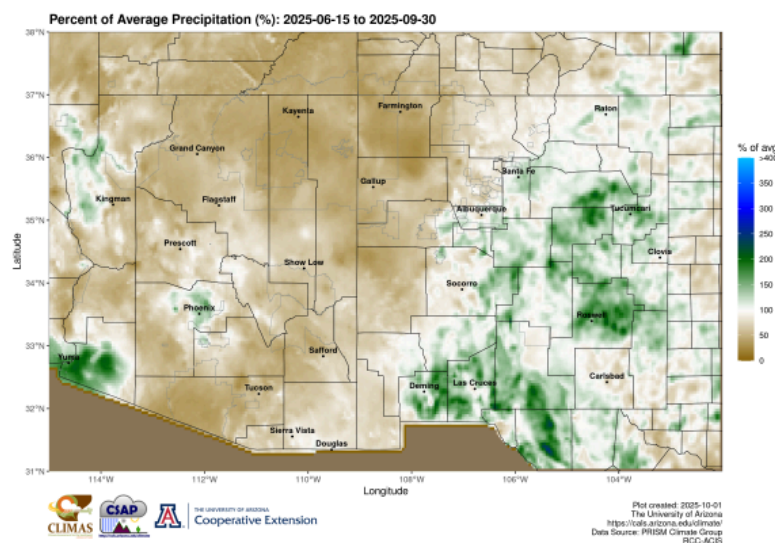 Percent of Average Precipitation (%): 2025-06-15 to 2025-09-30
38°N
37°N
36°N
35°N
34°N
33°N
32°N
31°N
Latitude
Kayenta
Farmington
Raton
Grand Canyon
Santa Fe
Gallup
Kingman
Flagstaff
Albuquerque
Tucumcari
Prescott
Clovis
Show Low
Socorro
Phoenix
Roswell
Safford
Yuma
Carlsbad
Deming
Las Cruces
Tucson
Sierra Vista
Douglas
114°W
112°W
110°W
108°W
106°W
104°W
Longitude
% of avg
>400
350
300
250
200
150
100
50
0
CLIMAS
CSAP
A
THE UNIVERSITY OF ARIZONA
Cooperative Extension
Plot created: 2025-10-01
The University of Arizona
https://cals.arizona.edu/climate/
Data Source: PRISM Climate Group
RCC-ACIS